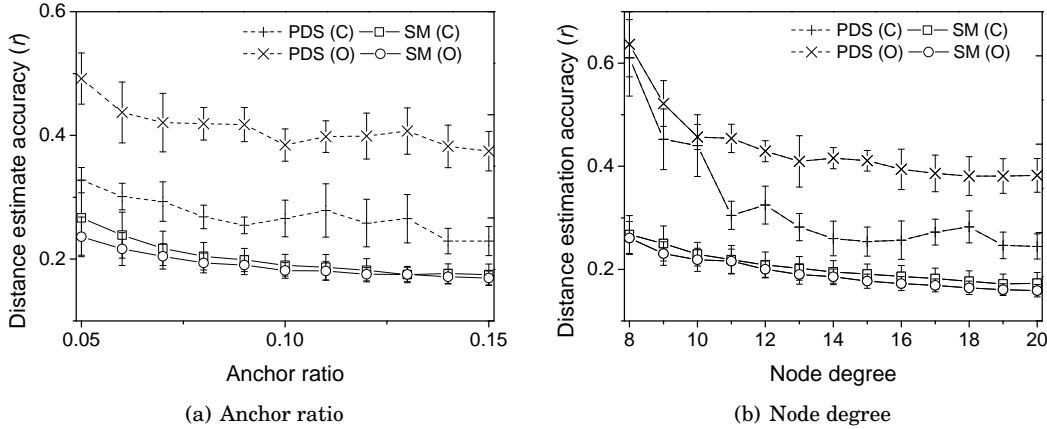 0.6
0.4
0.2
Distance estimate accuracy (r)
PDS (C) SM (C)
PDS (O) SM (O)
0.05 0.10 0.15
Anchor ratio
(a) Anchor ratio
0.6
0.4
0.2
Distance estimation accuracy (r)
PDS (C) SM (C)
PDS (O) SM (O)
8 10 12 14 16 18 20
Node degree
(b) Node degree